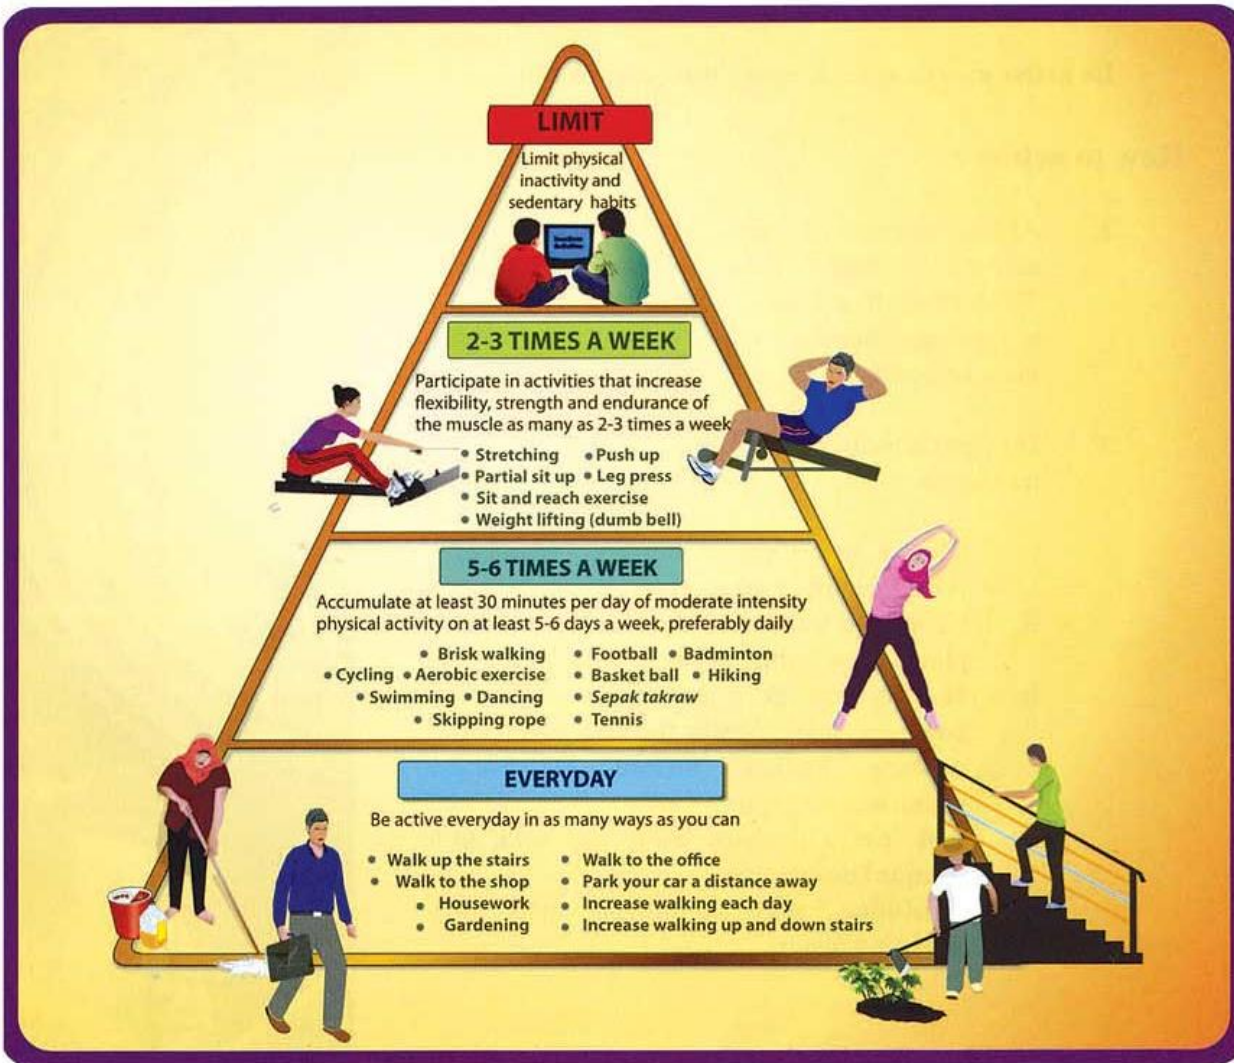 LIMIT
Limit physical
inactivity and
sedentary habits
2-3 TIMES A WEEK
Participate in activities that increase
flexibility, strength and endurance of
the muscle as many as 2-3 times a week
• Stretching • Push up
• Partial sit up • Leg press
• Sit and reach exercise
• Weight lifting (dumb bell)
5-6 TIMES A WEEK
Accumulate at least 30 minutes per day of moderate intensity
physical activity on at least 5-6 days a week, preferably daily
• Brisk walking • Football • Badminton
• Cycling • Aerobic exercise • Basket ball • Hiking
• Swimming • Dancing • Sepak takraw
• Skipping rope • Tennis
EVERYDAY
Be active everyday in as many ways as you can
• Walk up the stairs • Walk to the office
• Walk to the shop • Park your car a distance away
• Housework • Increase walking each day
• Gardening • Increase walking up and down stairs